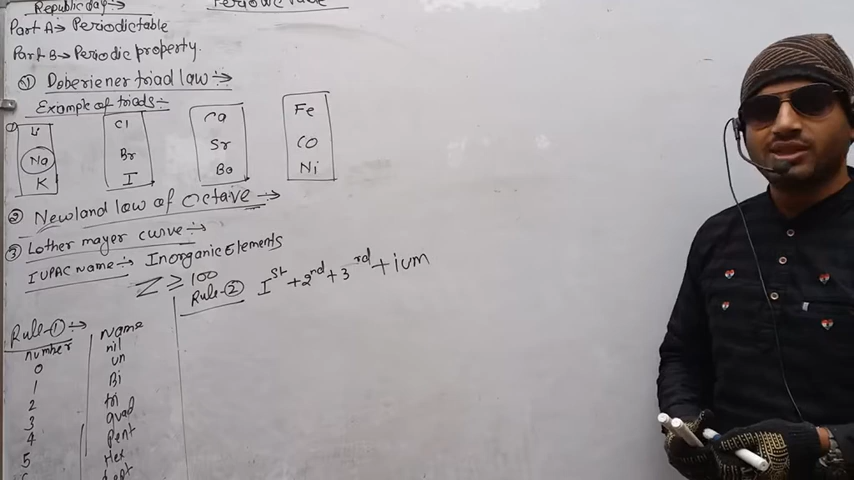 Republic day→
Periodic Table
Part A→ Periodic table
Part B→ Periodic property.
① Doberiener triad law÷→
Example of triads÷
① Li Cl Ca Fe
Na Br Sr CO
K I Ba Ni
② Newland law of Octave →
③ Lother mayer curve÷→
IUPAC name÷→ Inorganic Elements
Z ≥ 100
Rule-② Ist+2nd+3rd+ium
Rule-①÷→
number Name
0 nil
1 un
2 Bi
3 tri
4 quad
5 pent
Hex